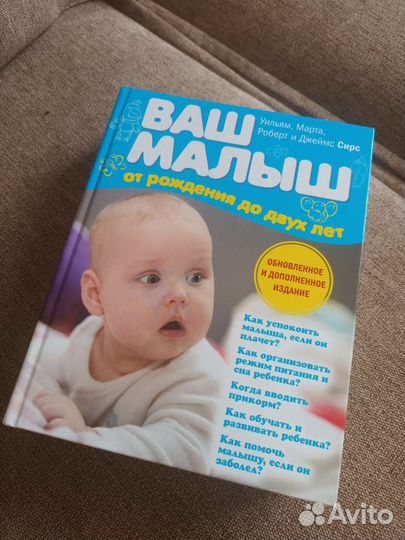 Уильям, Марта,
Роберт и Джеймс Сирс
ВАШ
МАЛЫШ
от рождения до двух лет
ОБНОВЛЕННОЕ
И ДОПОЛНЕННОЕ
ИЗДАНИЕ
Как успокоить
малыша, если он
плачет?
Как организовать
режим питания и
сна ребенка?
Когда вводить
прикорм?
Как обучать и
развивать ребенка?
Как помочь
малышу, если он
заболел?
Avito